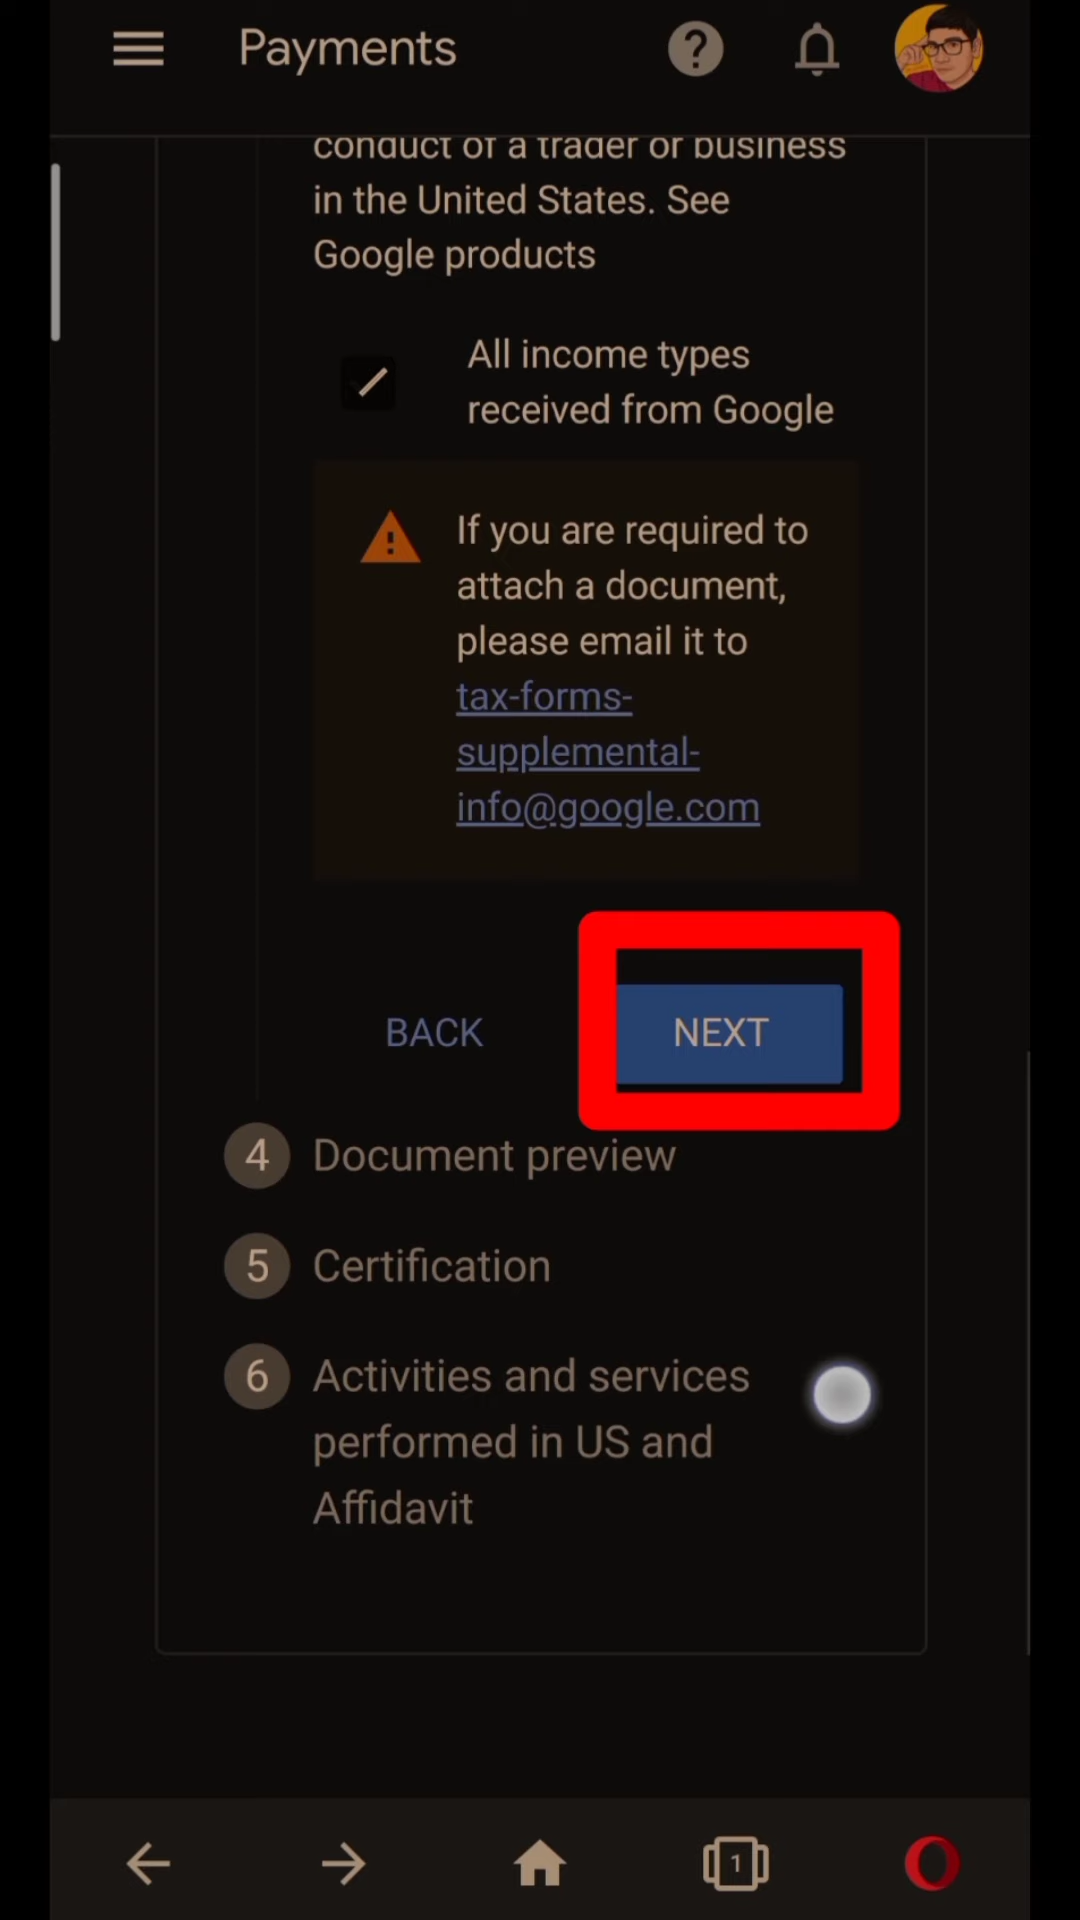 Payments
conduct of a trader or business
in the United States. See
Google products
All income types
received from Google
If you are required to
attach a document,
please email it to
tax-forms-
supplemental-
info@google.com
BACK
NEXT
4 Document preview
5 Certification
6 Activities and services
performed in US and
Affidavit
1